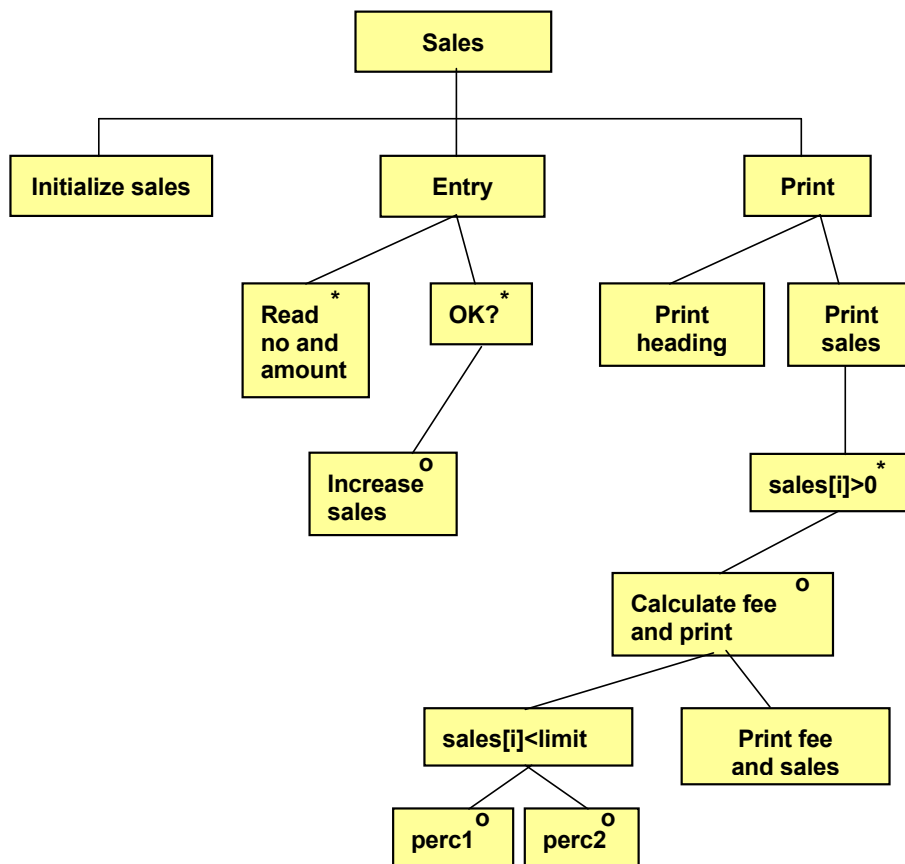 Sales
Initialize sales
Entry
Print
Read *
no and
amount
OK? *
Print
heading
Print
sales
Increase o
sales
sales[i]>0 *
Calculate fee o
and print
sales[i]<limit
Print fee
and sales
perc1 o
perc2 o